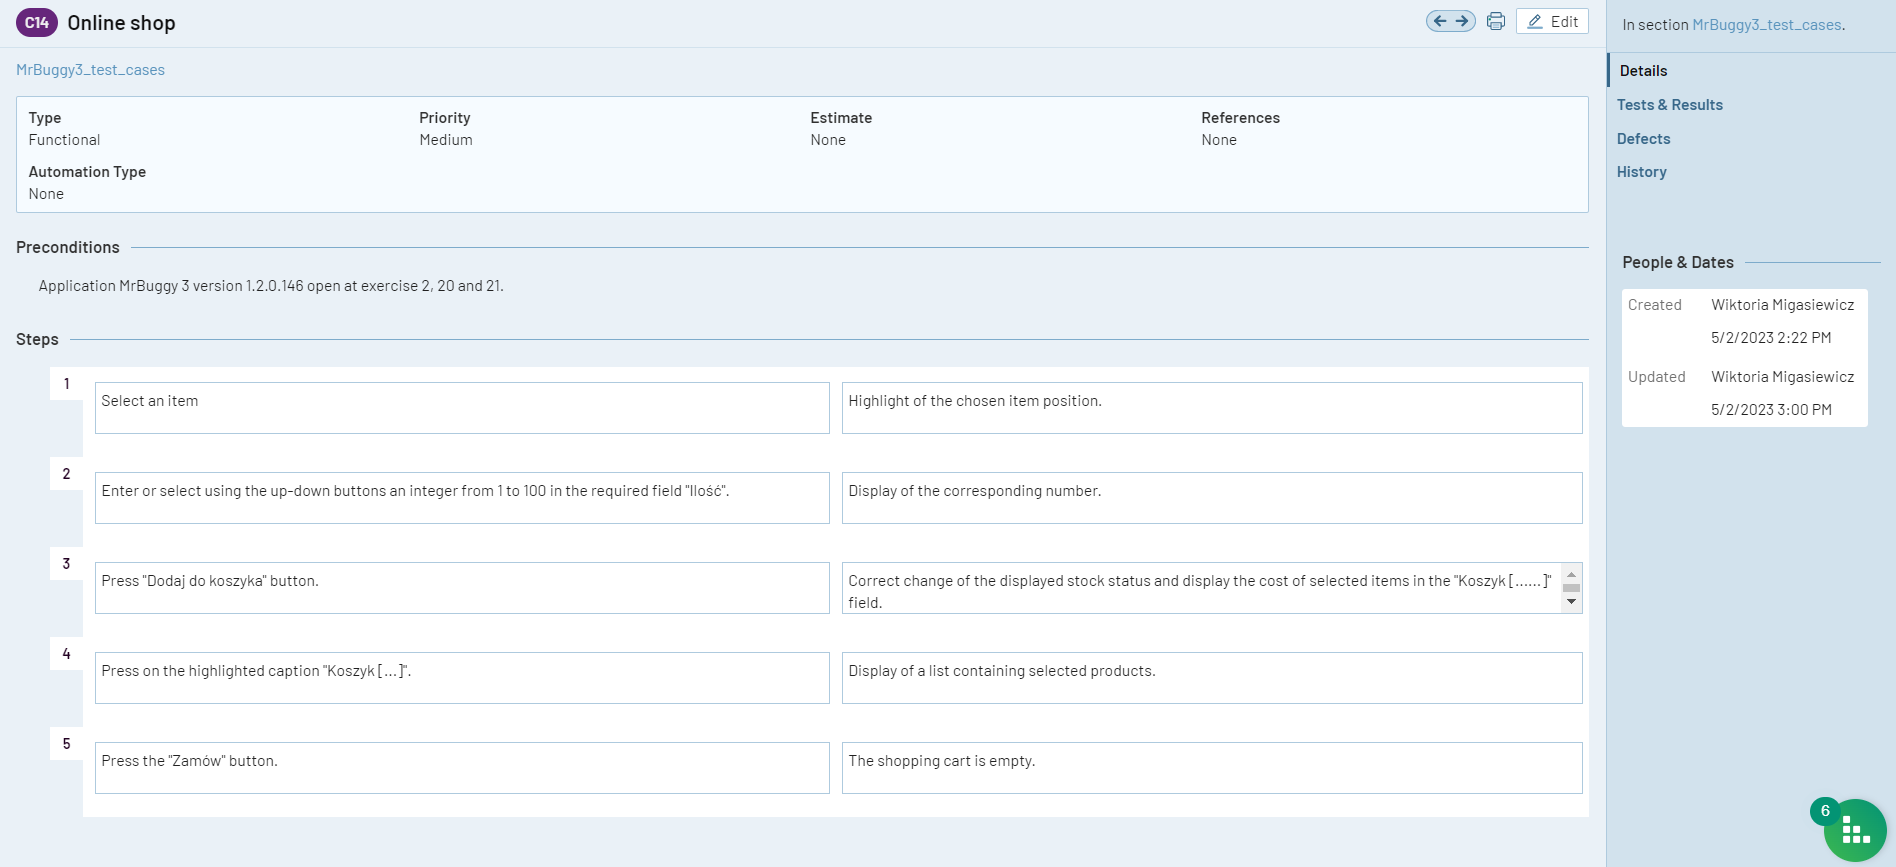 C14 Online shop
Edit
MrBuggy3_test_cases
Type
Functional
Priority
Medium
Estimate
None
References
None
Automation Type
None
Preconditions
Application MrBuggy 3 version 1.2.0.146 open at exercise 2, 20 and 21.
Steps
1
Select an item
Highlight of the chosen item position.
2
Enter or select using the up-down buttons an integer from 1 to 100 in the required field "Ilość".
Display of the corresponding number.
3
Press "Dodaj do koszyka" button.
Correct change of the displayed stock status and display the cost of selected items in the "Koszyk [......]"
field.
4
Press on the highlighted caption "Koszyk [...]".
Display of a list containing selected products.
5
Press the "Zamów" button.
The shopping cart is empty.
In section MrBuggy3_test_cases.
Details
Tests & Results
Defects
History
People & Dates
Created Wiktoria Migasiewicz
5/2/2023 2:22 PM
Updated Wiktoria Migasiewicz
5/2/2023 3:00 PM
6